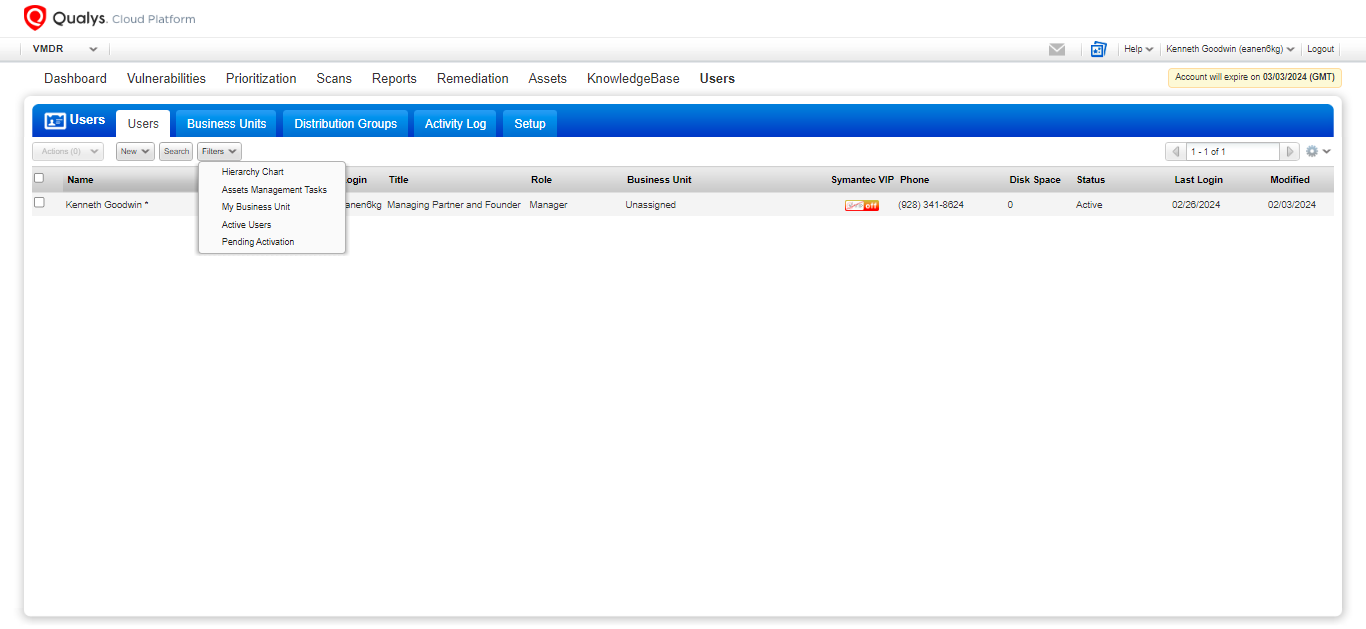 Qualys. Cloud Platform
VMDR Help Kenneth Goodwin (eanen6kg) Logout
Dashboard Vulnerabilities Prioritization Scans Reports Remediation Assets KnowledgeBase Users
Account will expire on 03/03/2024 (GMT)
Users Users Business Units Distribution Groups Activity Log Setup
Actions (0) New Search Filters 1 - 1 of 1
Hierarchy Chart
Assets Management Tasks
My Business Unit
Active Users
Pending Activation
Name ogin Title Role Business Unit Symantec VIP Phone Disk Space Status Last Login Modified
Kenneth Goodwin * anen6kg Managing Partner and Founder Manager Unassigned off (928) 341-8624 0 Active 02/26/2024 02/03/2024